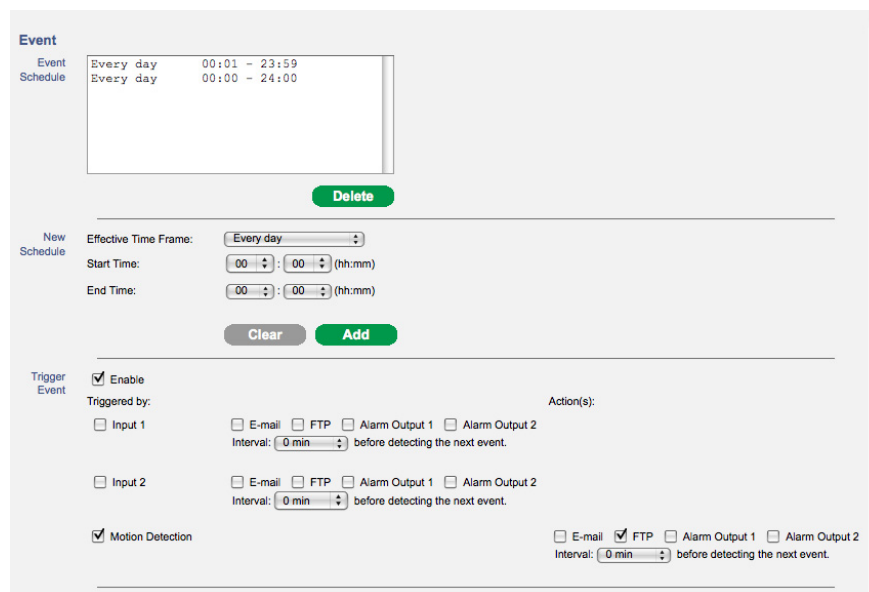 Event
Event Schedule
Every day 00:01 - 23:59
Every day 00:00 - 24:00
Delete
New Schedule
Effective Time Frame: Every day
Start Time: 00 : 00 (hh:mm)
End Time: 00 : 00 (hh:mm)
Clear Add
Trigger Event
Enable
Triggered by: Action(s):
Input 1 E-mail FTP Alarm Output 1 Alarm Output 2
Interval: 0 min before detecting the next event.
Input 2 E-mail FTP Alarm Output 1 Alarm Output 2
Interval: 0 min before detecting the next event.
Motion Detection E-mail FTP Alarm Output 1 Alarm Output 2
Interval: 0 min before detecting the next event.